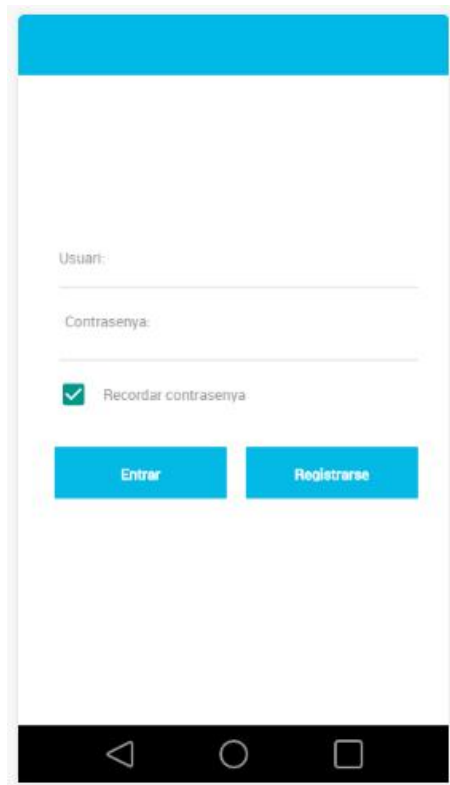 Usuari:
Contrasenya:
Recordar contrasenya
Entrar
Registrarse